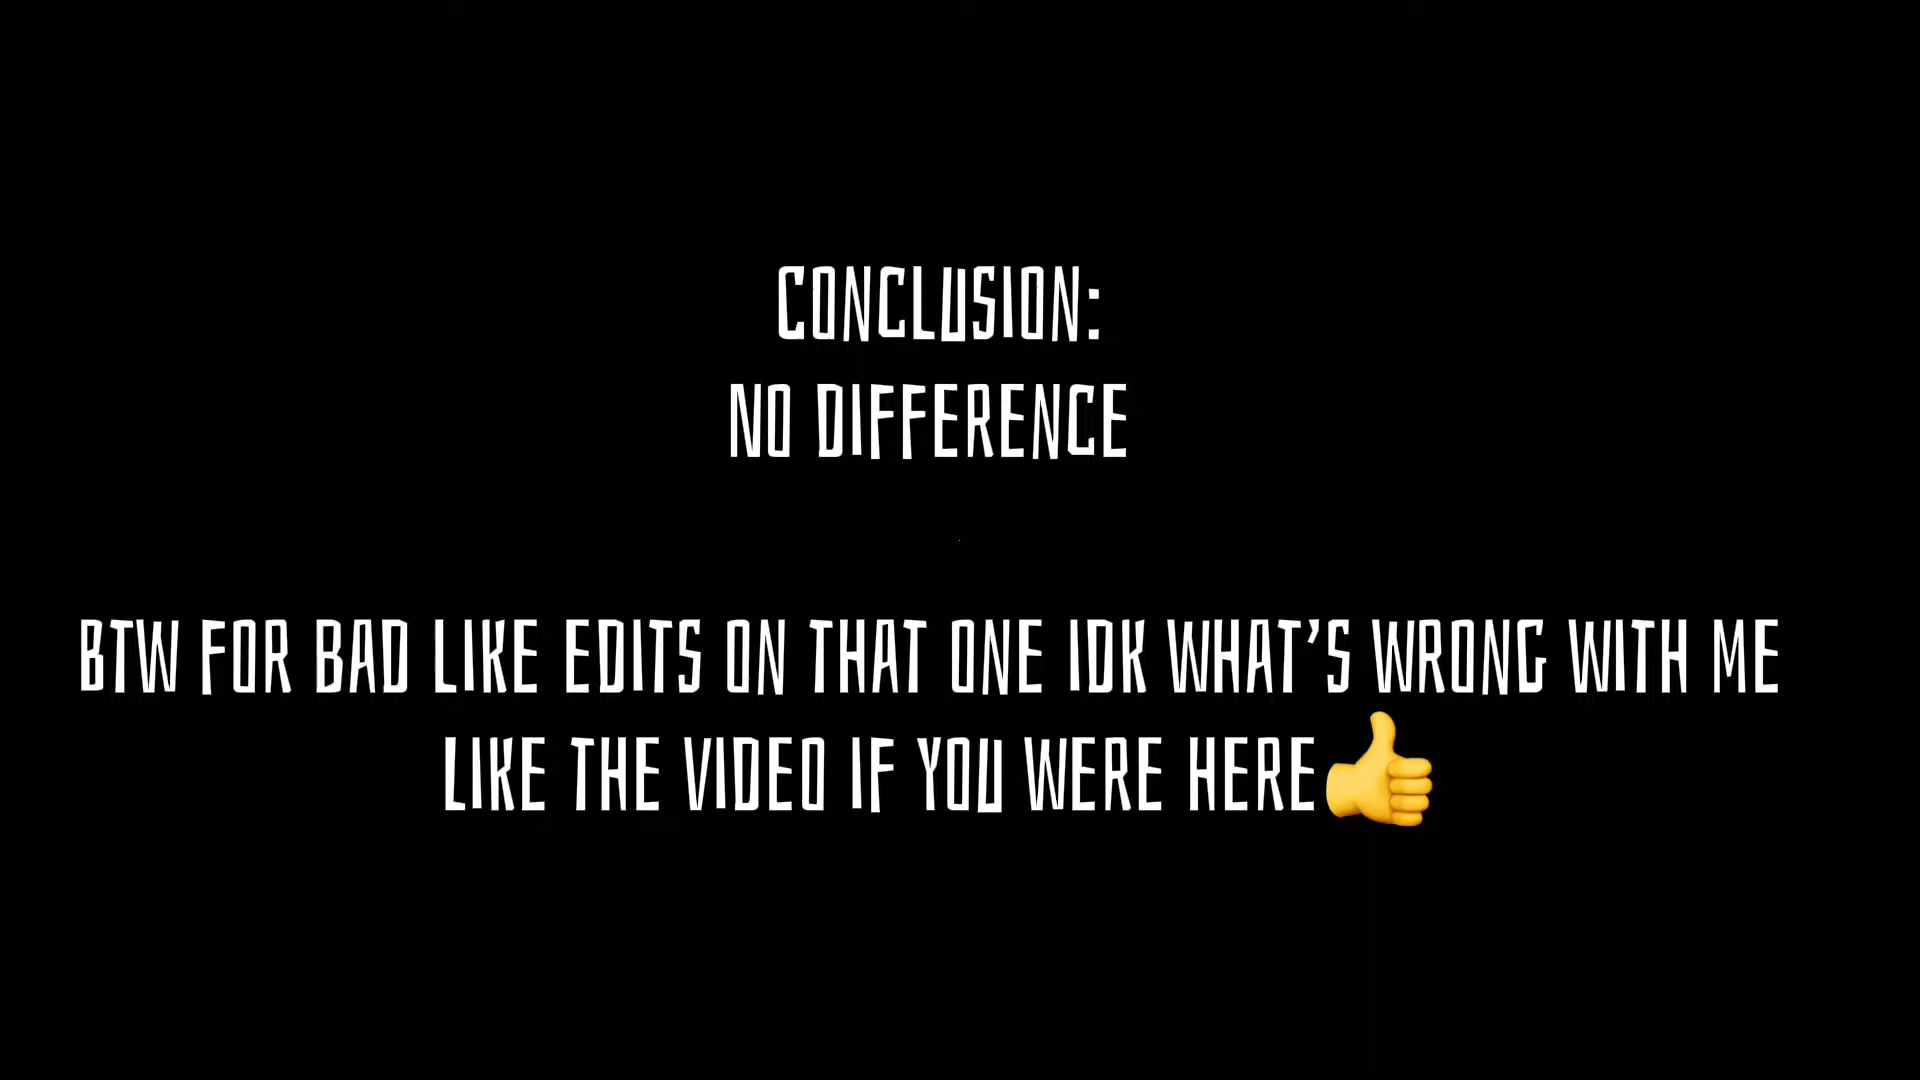 CONCLUSION:
NO DIFFERENCE
BTW FOR BAD LIKE EDITS ON THAT ONE IDK WHAT'S WRONG WITH ME
LIKE THE VIDEO IF YOU WERE HERE👍